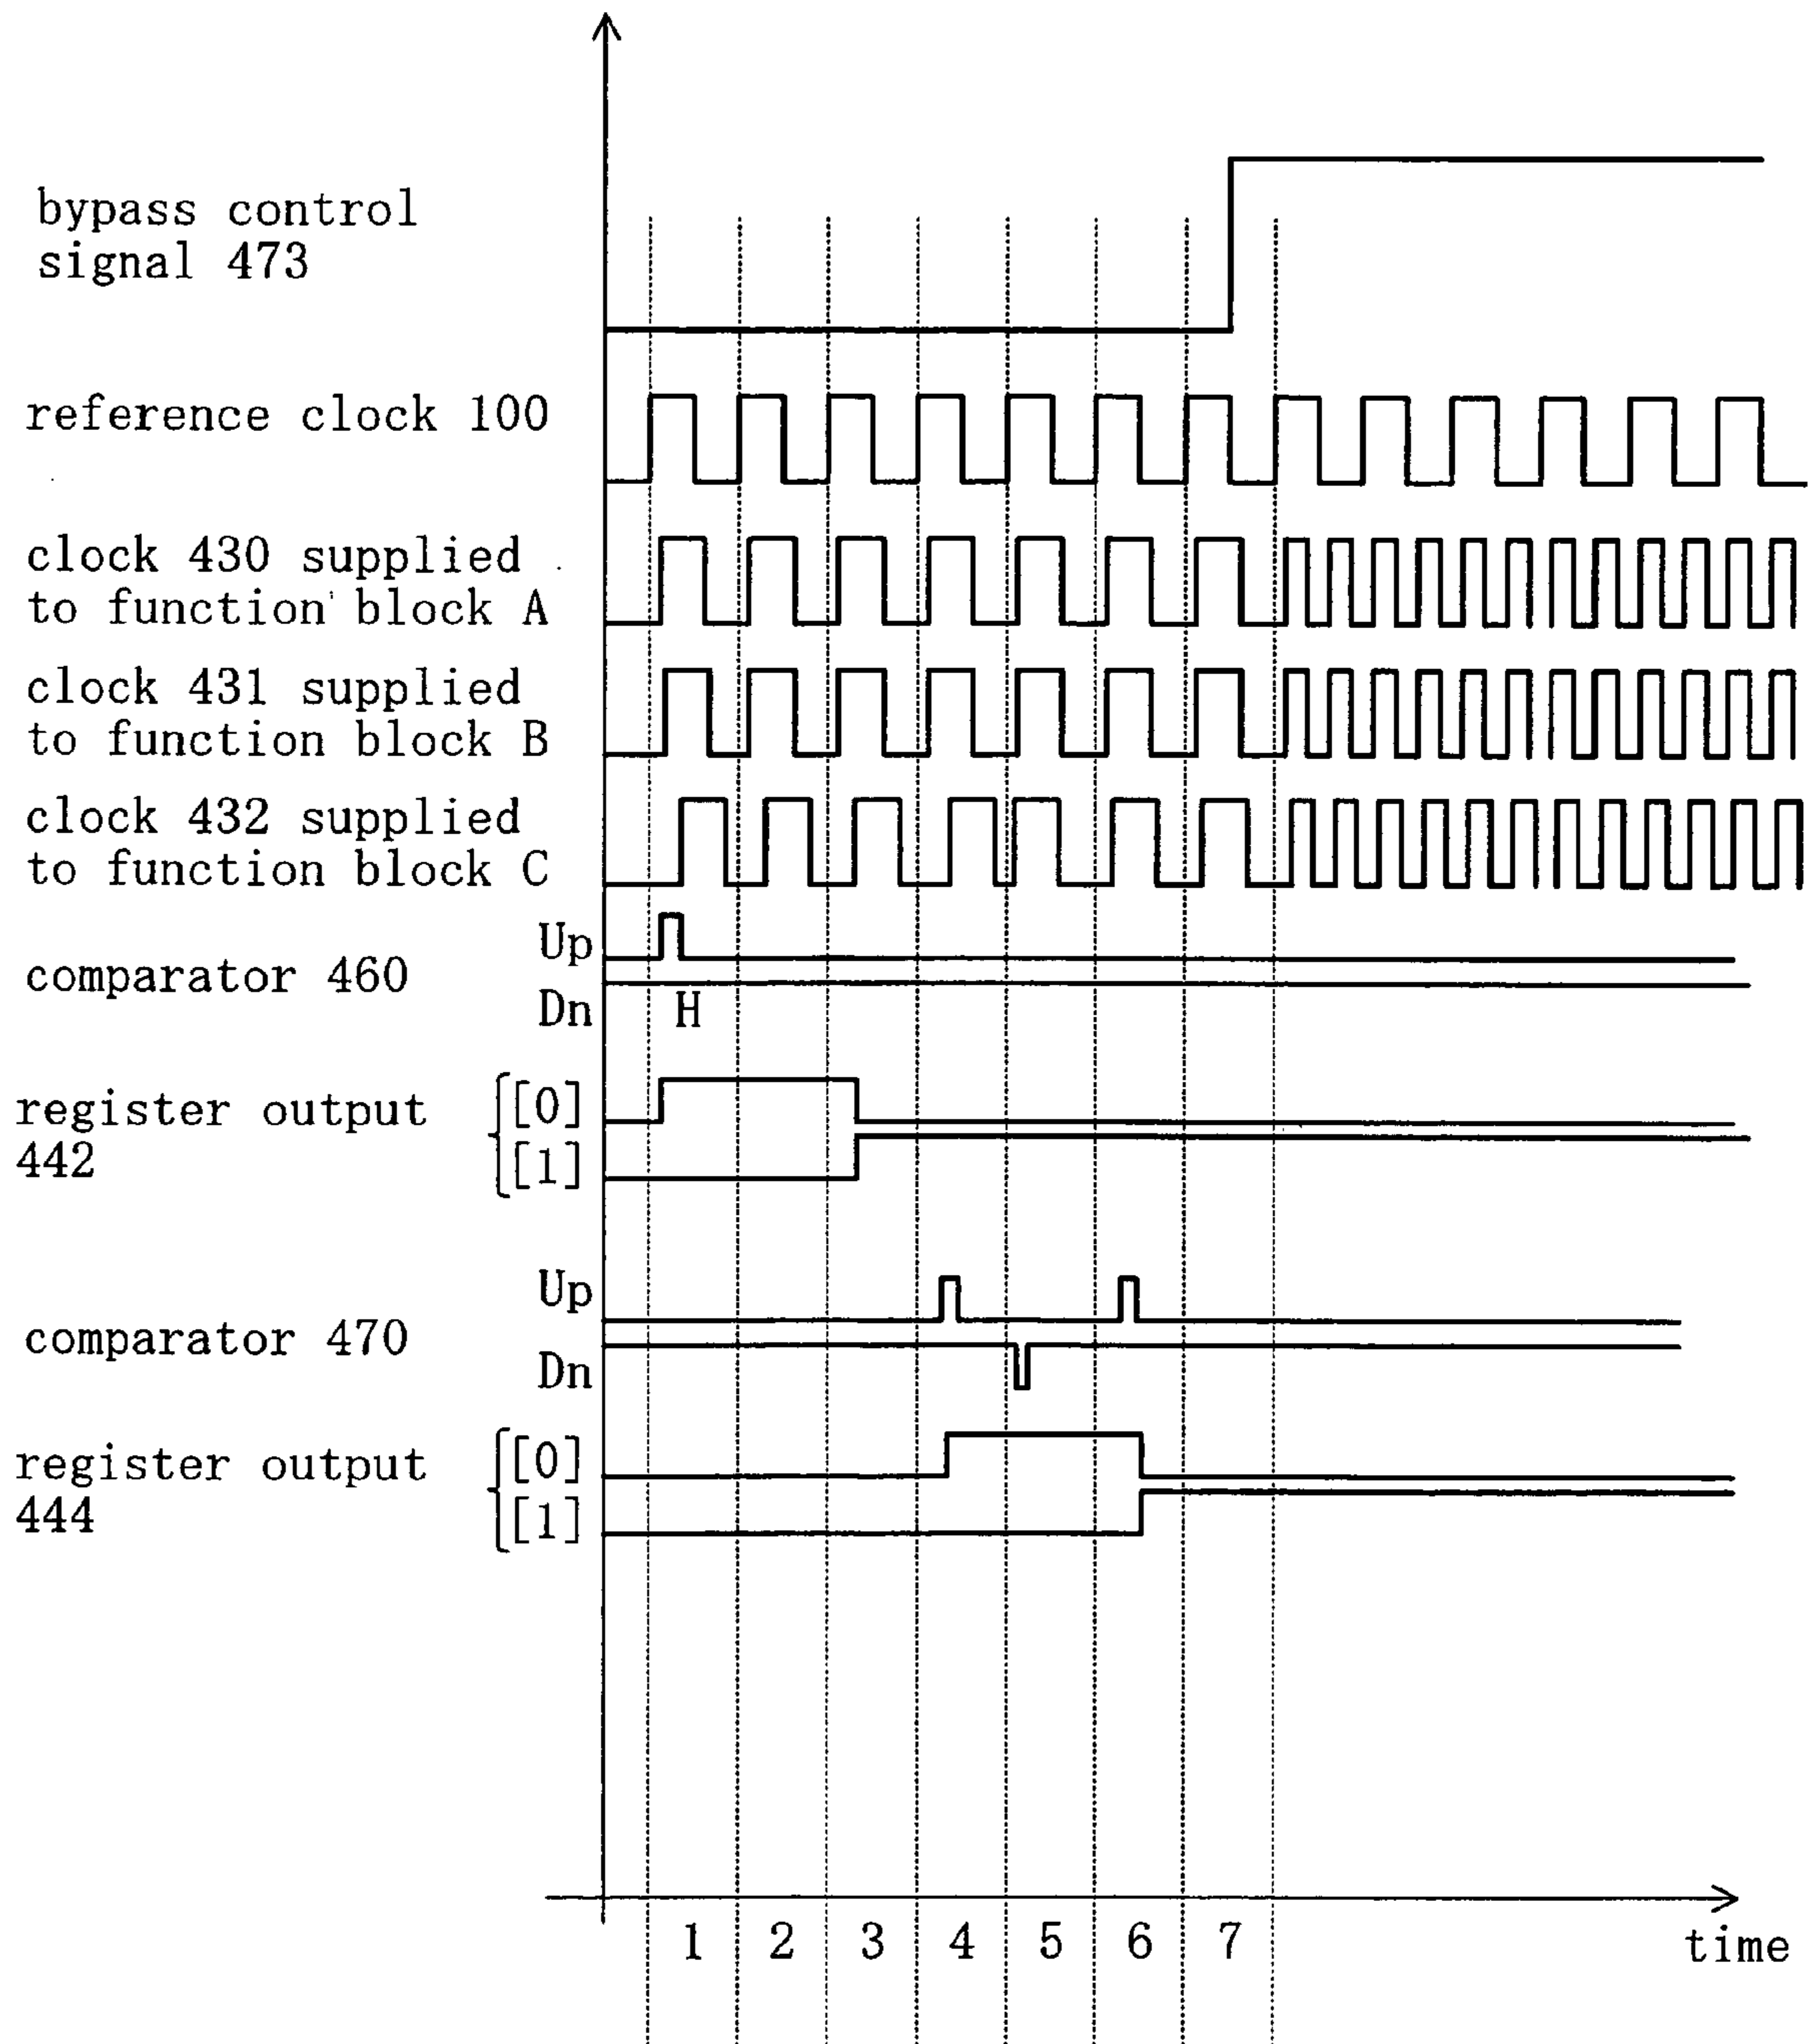 bypass control
signal 473
reference clock 100
clock 430 supplied
to function block A
clock 431 supplied
to function block B
clock 432 supplied
to function block C
Up
comparator 460
Dn
H
register output
442
[0]
[1]
Up
comparator 470
Dn
register output
444
[0]
[1]
1 2 3 4 5 6 7
time